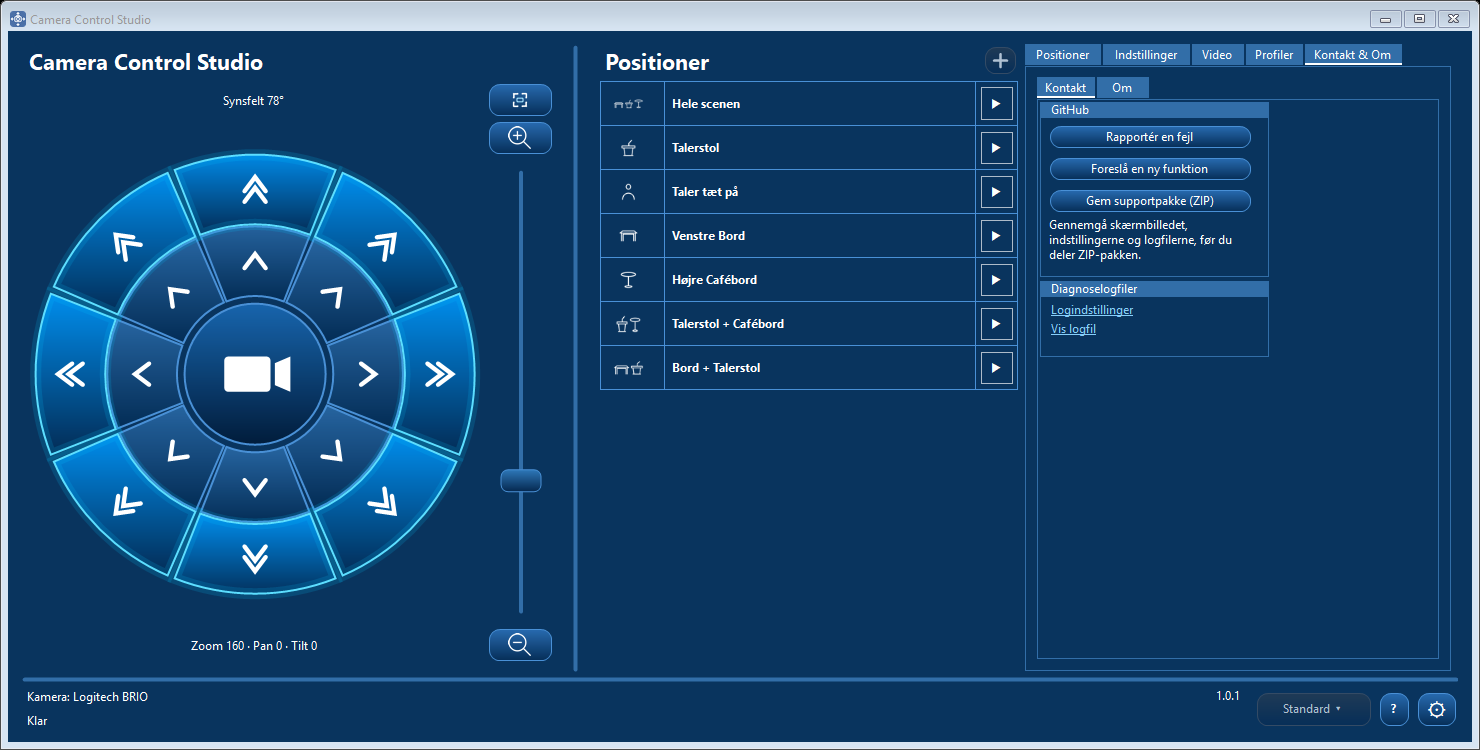 Camera Control Studio
Camera Control Studio
Synsfelt 78°
Zoom 160 · Pan 0 · Tilt 0
Positioner
Hele scenen
Talerstol
Taler tæt på
Venstre Bord
Højre Cafébord
Talerstol + Cafébord
Bord + Talerstol
Positioner
Indstillinger
Video
Profiler
Kontakt & Om
Kontakt
Om
GitHub
Rapportér en fejl
Foreslå en ny funktion
Gem supportpakke (ZIP)
Gennemgå skærmbilledet,
indstillingerne og logfilerne, før du
deler ZIP-pakken.
Diagnoselogfiler
Logindstillinger
Vis logfil
Kamera: Logitech BRIO
Klar
1.0.1
Standard
?